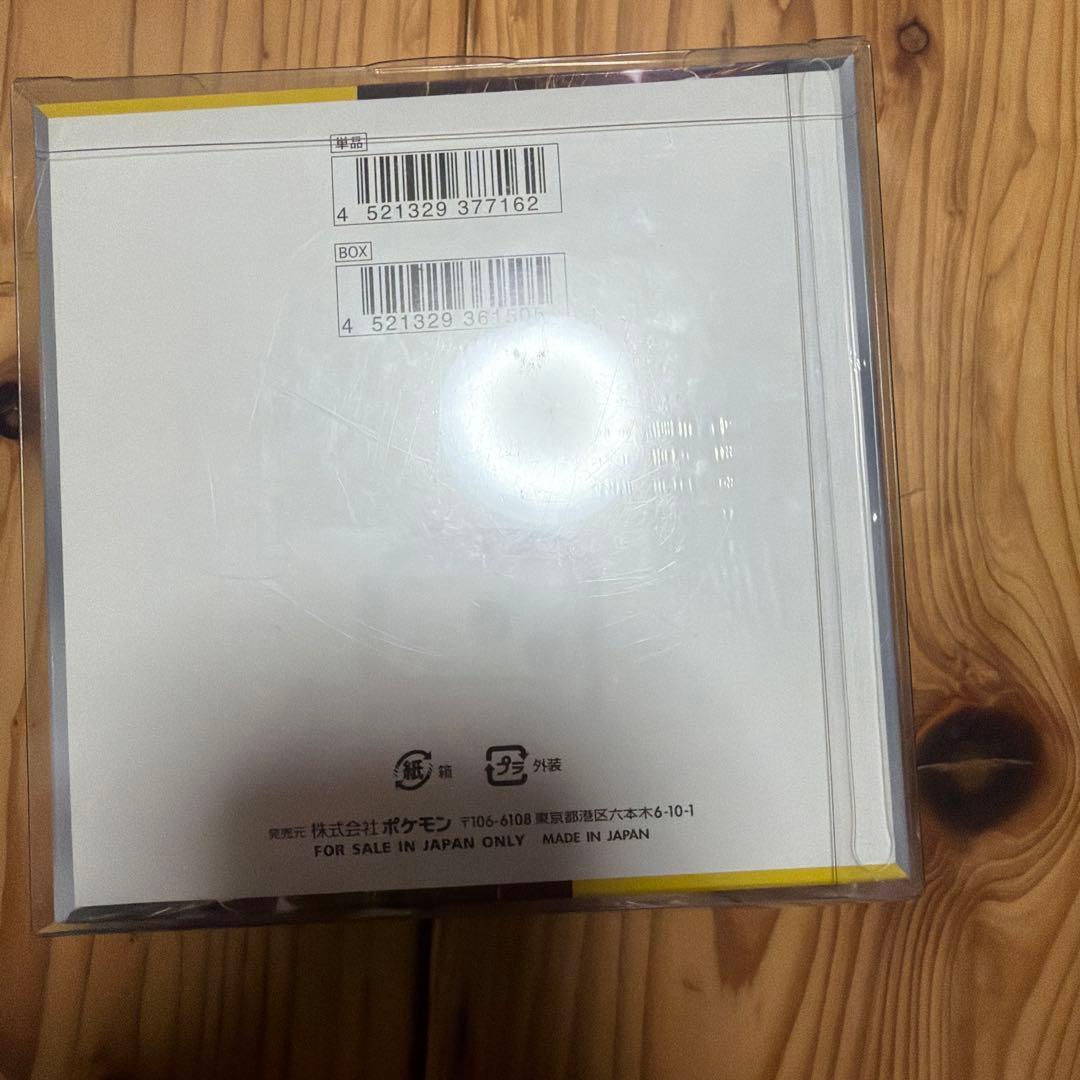 単品
4 521329 377162
BOX
4 521329 361505
紙 箱
プラ 外装
発売元 株式会社ポケモン 〒106-6108 東京都港区六本木6-10-1
FOR SALE IN JAPAN ONLY MADE IN JAPAN